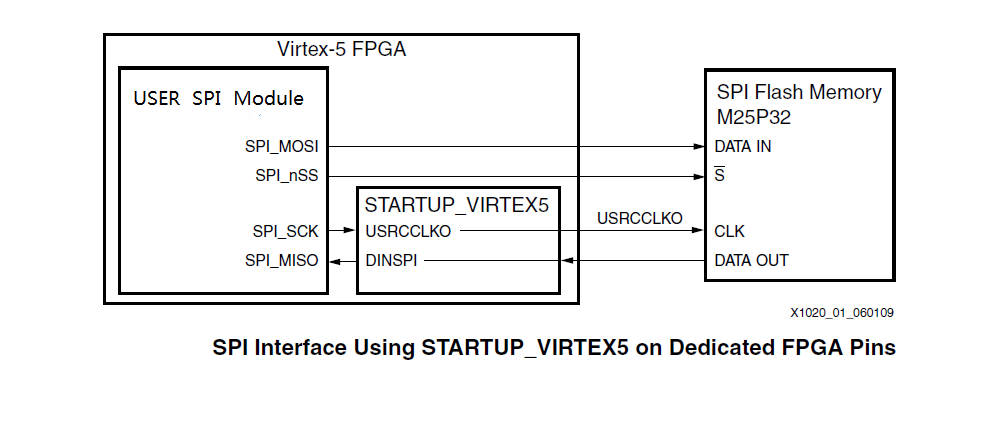 Virtex-5 FPGA
USER SPI Module
SPI_MOSI
SPI_nSS
SPI_SCK
SPI_MISO
STARTUP_VIRTEX5
USRCCLKO
DINSPI
USRCCLKO
SPI Flash Memory
M25P32
DATA IN
S̅
CLK
DATA OUT
X1020_01_060109
SPI Interface Using STARTUP_VIRTEX5 on Dedicated FPGA Pins